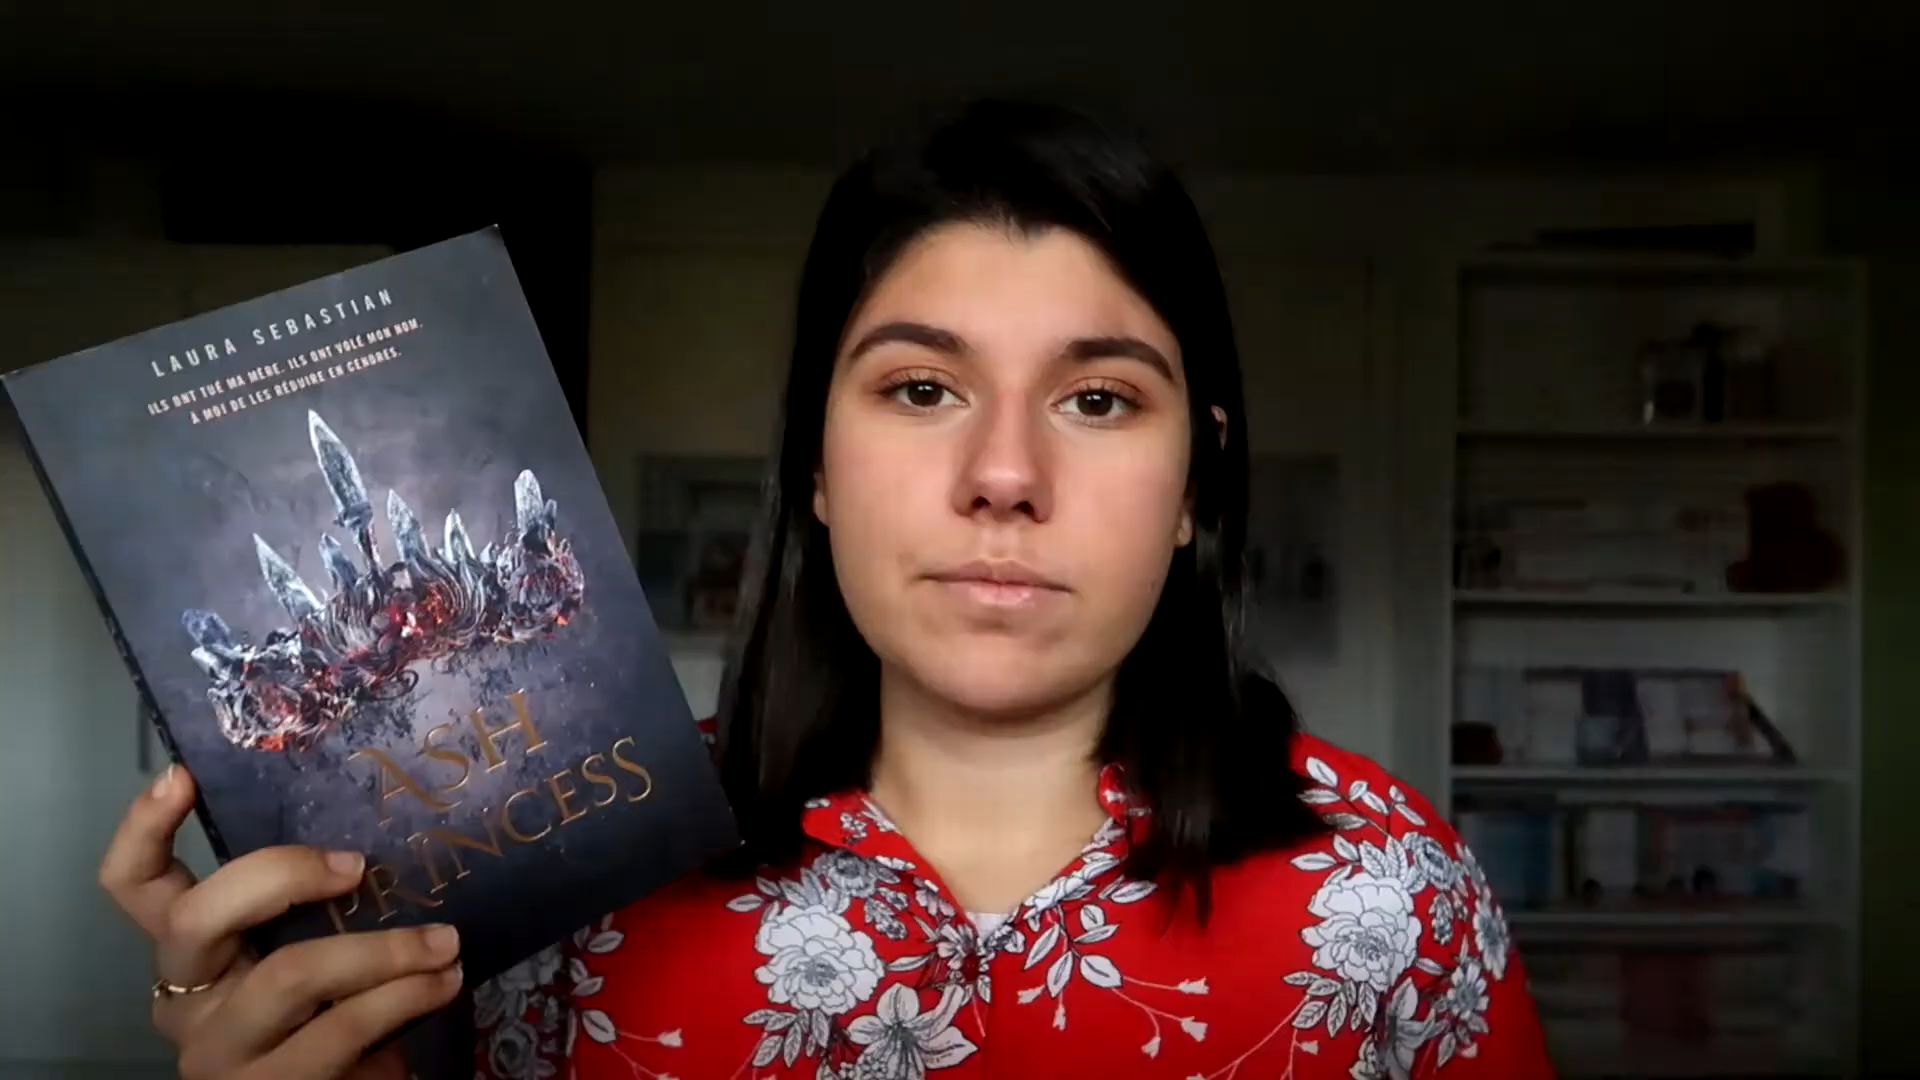 LAURA SEBASTIAN
ILS ONT TUÉ MA MÈRE. ILS ONT VOLÉ MON NOM.
À MOI DE LES RÉDUIRE EN CENDRES.
ASH
PRINCESS